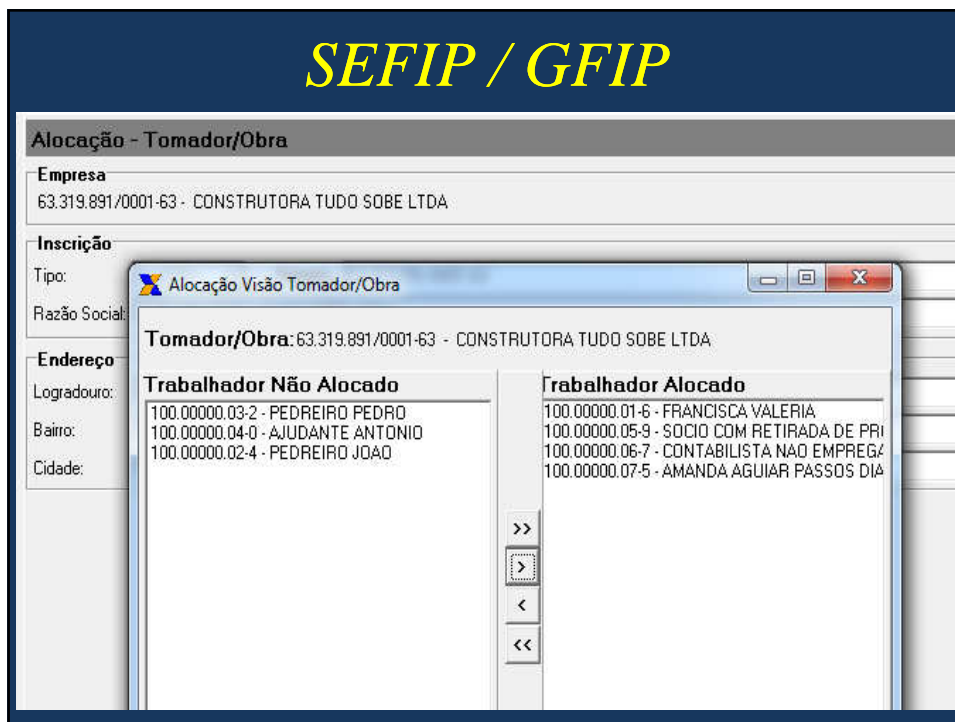 SEFIP / GFIP
Alocação - Tomador/Obra
Empresa
63.319.891/0001-63 - CONSTRUTORA TUDO SOBE LTDA
Inscrição
Tipo:
Razão Social:
Endereço
Logradouro:
Bairro:
Cidade:
Alocação Visão Tomador/Obra
Tomador/Obra: 63.319.891/0001-63 - CONSTRUTORA TUDO SOBE LTDA
Trabalhador Não Alocado
100.00000.03-2 - PEDREIRO PEDRO
100.00000.04-0 - AJUDANTE ANTONIO
100.00000.02-4 - PEDREIRO JOAO
>>
>
<
<<
Trabalhador Alocado
100.00000.01-6 - FRANCISCA VALERIA
100.00000.05-9 - SOCIO COM RETIRADA DE
100.00000.06-7 - CONTABILISTA NAO EMPREGA
100.00000.07-5 - AMANDA AGUIAR PASSOS DIA